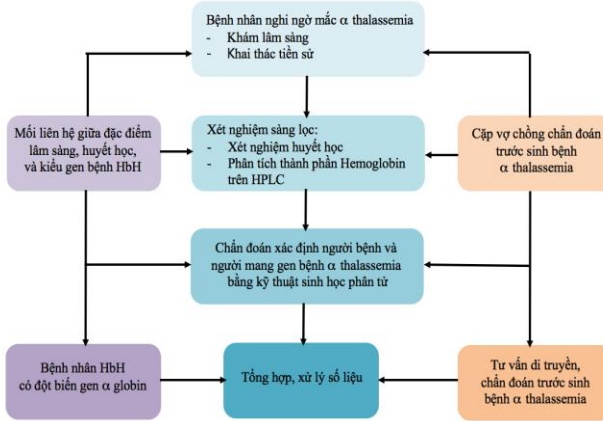 Bệnh nhân nghi ngờ mắc α thalassemia
- Khám lâm sàng
- Khai thác tiền sử
Mối liên hệ giữa đặc điểm
lâm sàng, huyết học,
và kiểu gen bệnh HbH
Xét nghiệm sàng lọc:
- Xét nghiệm huyết học
- Phân tích thành phần Hemoglobin
trên HPLC
Cặp vợ chồng chẩn đoán
trước sinh bệnh
α thalassemia
Chẩn đoán xác định người bệnh và
người mang gen bệnh α thalassemia
bằng kỹ thuật sinh học phân tử
Bệnh nhân HbH
có đột biến gen α globin
Tổng hợp, xử lý số liệu
Tư vấn di truyền,
chẩn đoán trước sinh
bệnh α thalassemia